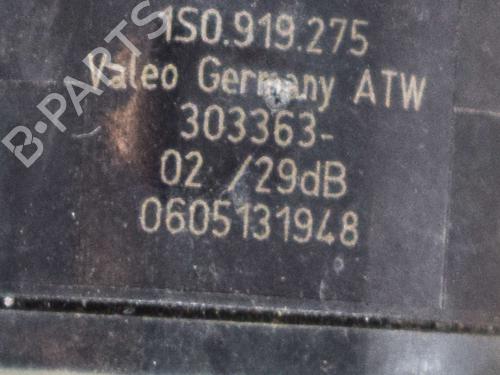 1S0.919.275
Valeo Germany ATW
303363-
02 /29dB
0605131948
B-PARTS